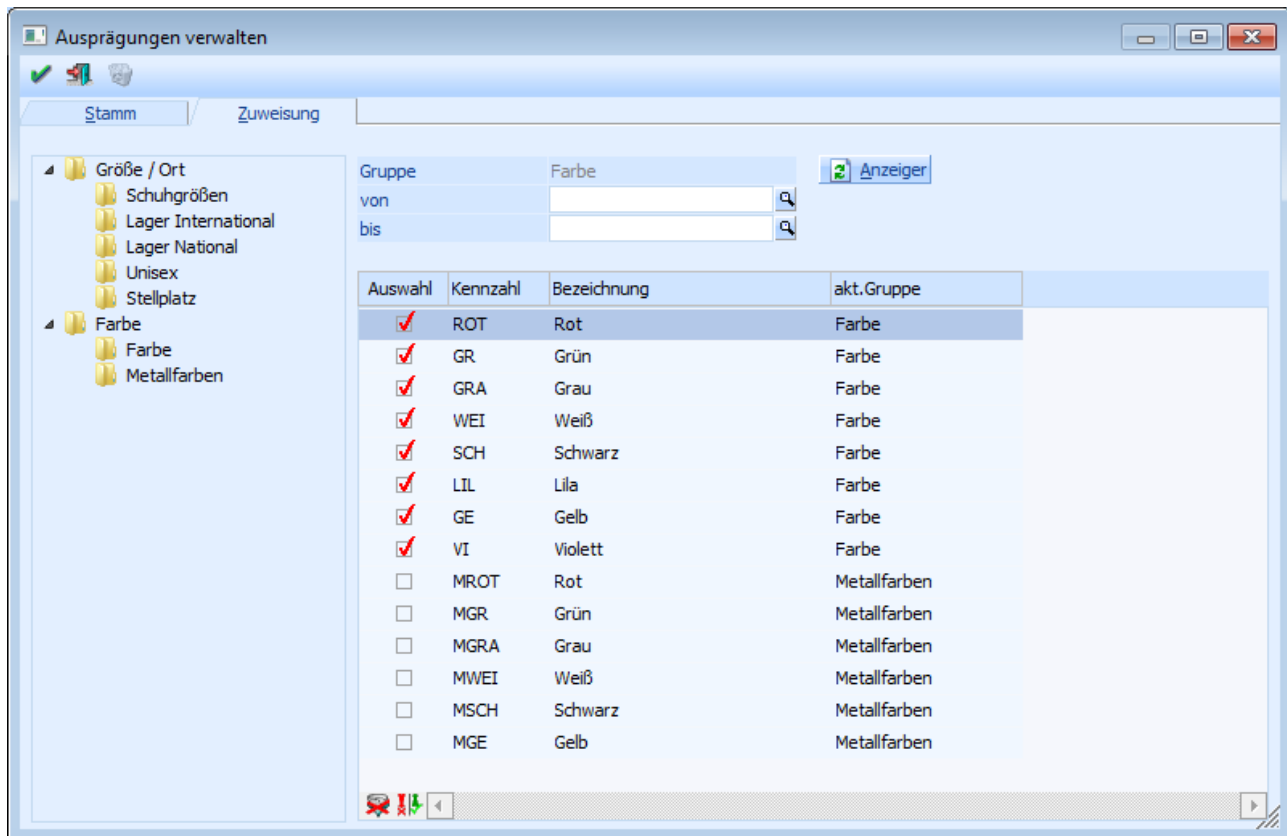 Ausprägungen verwalten
Stamm Zuweisung
Größe / Ort
Schuhgrößen
Lager International
Lager National
Unisex
Stellplatz
Farbe
Farbe
Metallfarben
Gruppe Farbe Anzeiger
von
bis
Auswahl Kennzahl Bezeichnung akt.Gruppe
ROT Rot Farbe
GR Grün Farbe
GRA Grau Farbe
WEI Weiß Farbe
SCH Schwarz Farbe
LIL Lila Farbe
GE Gelb Farbe
VI Violett Farbe
MROT Rot Metallfarben
MGR Grün Metallfarben
MGRA Grau Metallfarben
MWEI Weiß Metallfarben
MSCH Schwarz Metallfarben
MGE Gelb Metallfarben